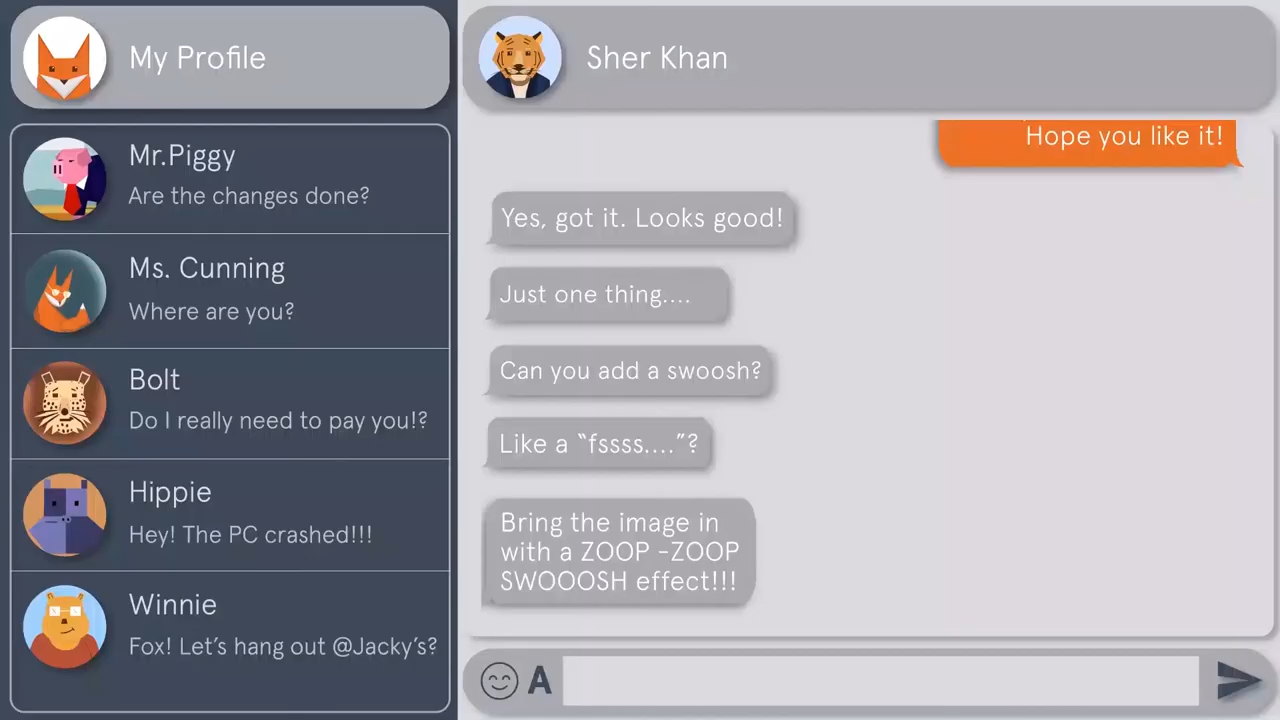 My Profile
Mr.Piggy
Are the changes done?
Ms. Cunning
Where are you?
Bolt
Do I really need to pay you!?
Hippie
Hey! The PC crashed!!!
Winnie
Fox! Let's hang out @Jacky's?
Sher Khan
Hope you like it!
Yes, got it. Looks good!
Just one thing....
Can you add a swoosh?
Like a “fssss....”?
Bring the image in
with a ZOOP -ZOOP
SWOOOSH effect!!!
A